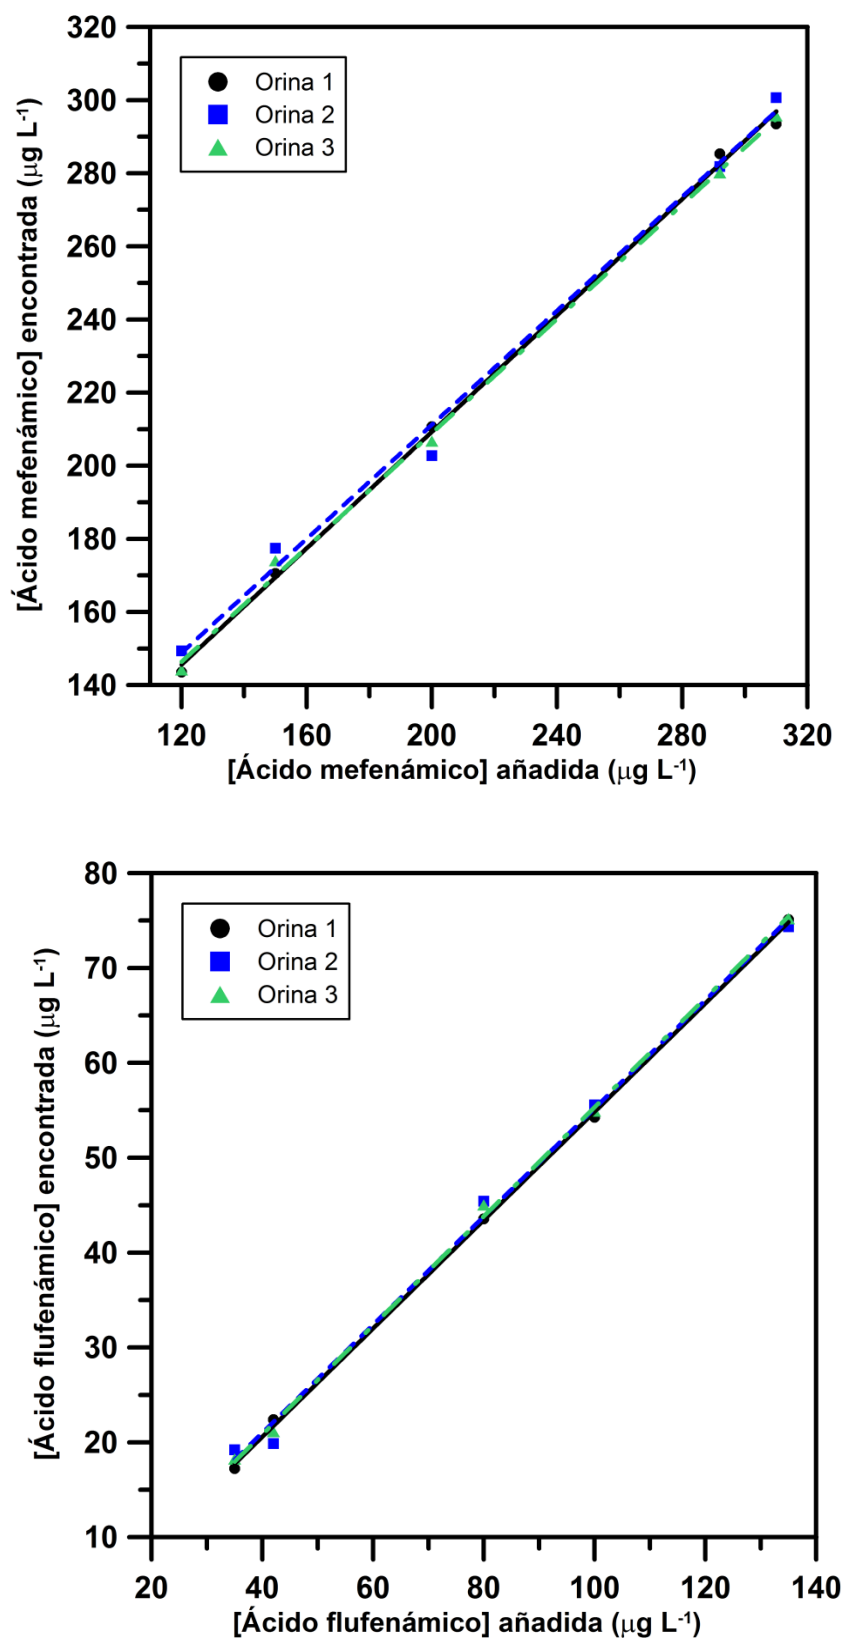 [Ácido mefenámico] encontrada (μg L⁻¹)
320
300
280
260
240
220
200
180
160
140
Orina 1
Orina 2
Orina 3
120 160 200 240 280 320
[Ácido mefenámico] añadida (μg L⁻¹)
[Ácido flufenámico] encontrada (μg L⁻¹)
80
70
60
50
40
30
20
10
Orina 1
Orina 2
Orina 3
20 40 60 80 100 120 140
[Ácido flufenámico] añadida (μg L⁻¹)